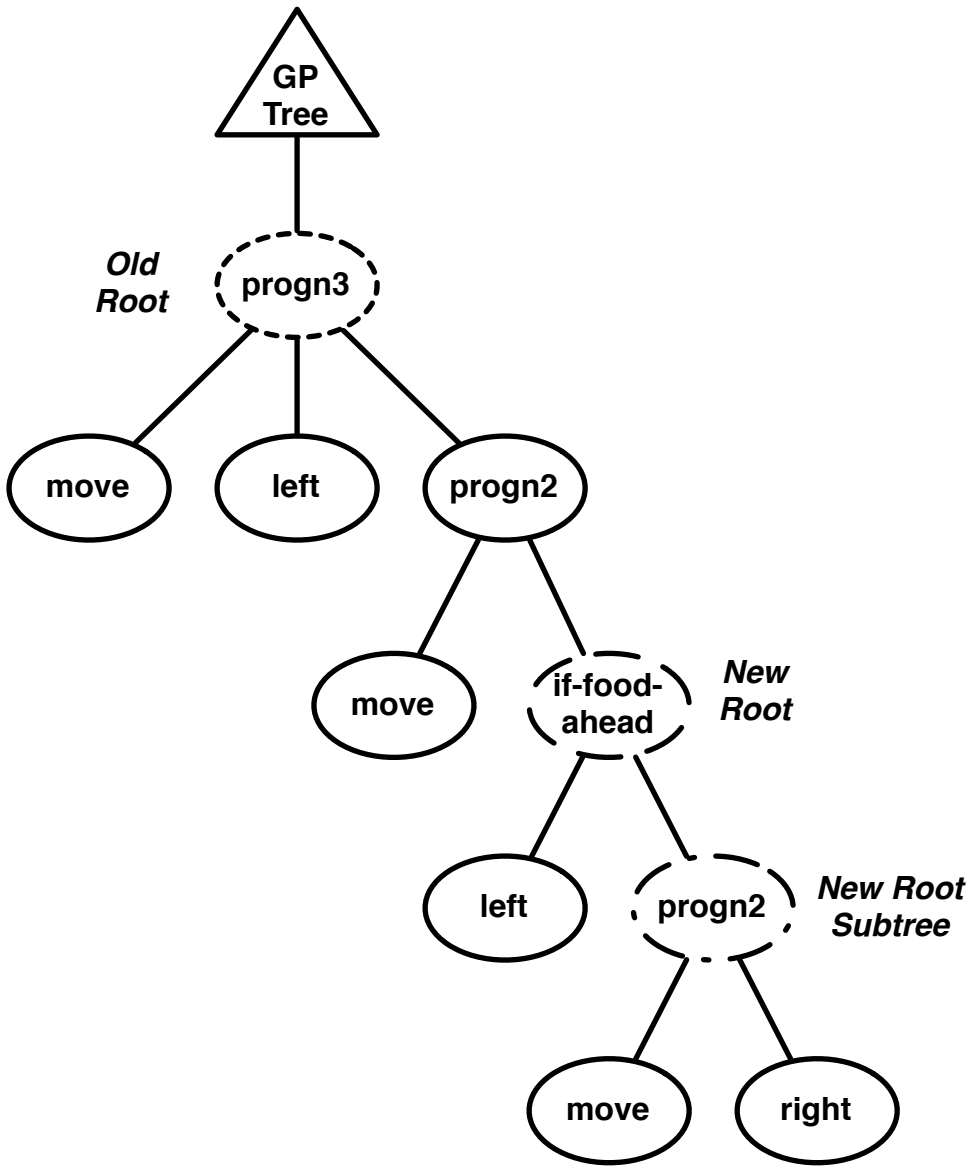 GP
Tree
Old
Root
progn3
move
left
progn2
move
if-food-
ahead
New
Root
left
progn2
New Root
Subtree
move
right